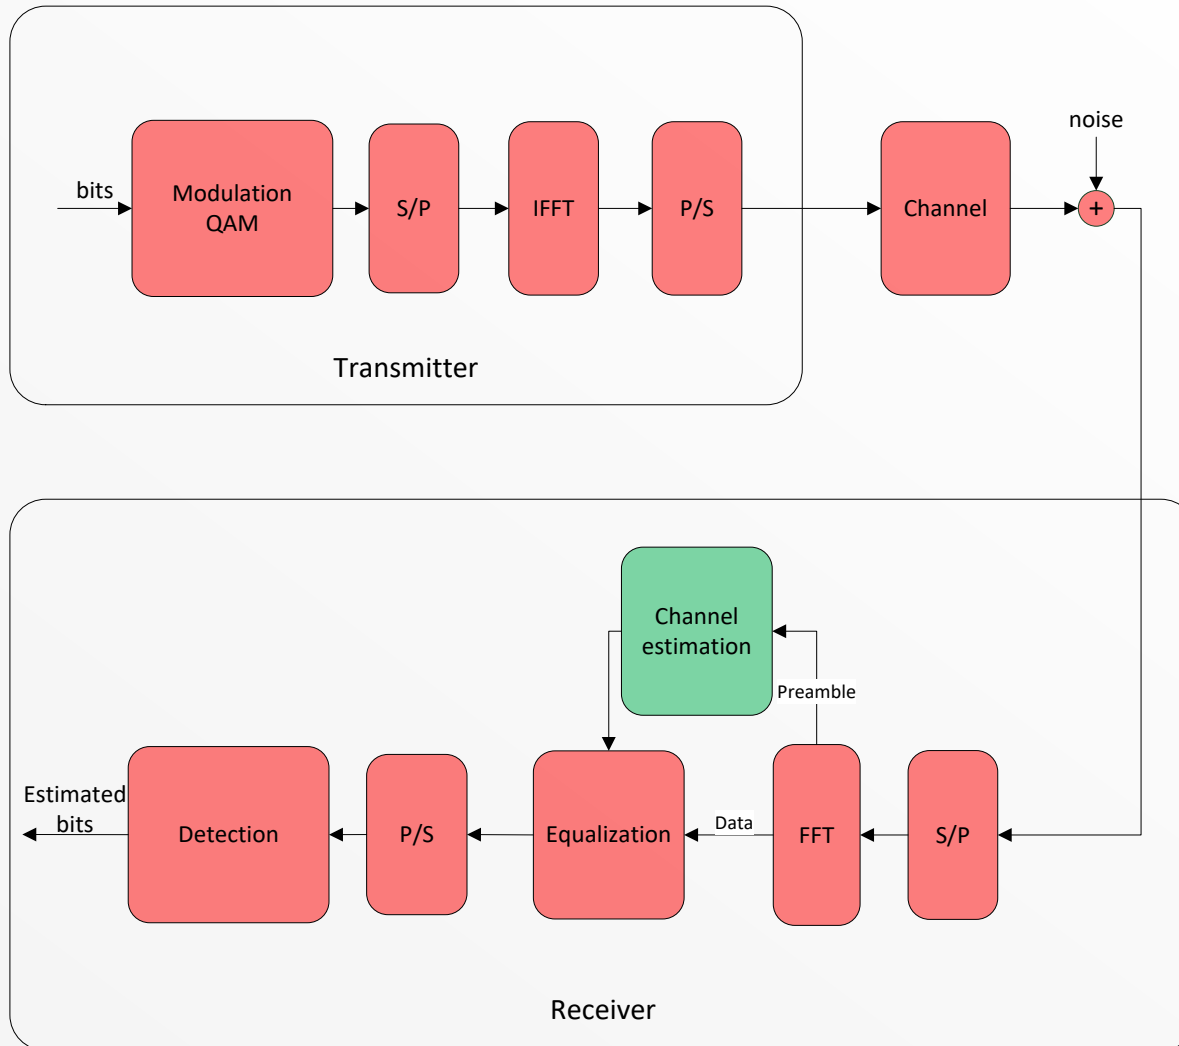 bits
Modulation
QAM
S/P
IFFT
P/S
Channel
noise
+
Transmitter
Channel
estimation
Preamble
Estimated
bits
Detection
P/S
Equalization
Data
FFT
S/P
Receiver